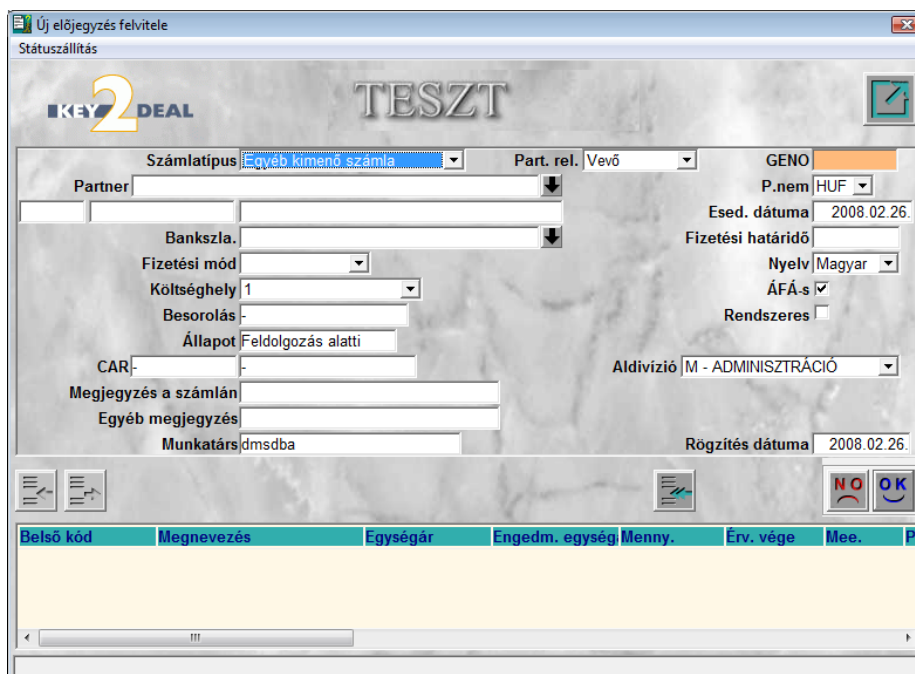 Új előjegyzés felvitele
Státuszállítás
KEY2DEAL TESZT
Számlatípus Egyéb kimenő számla Part. rel. Vevő GENO
Partner P.nem HUF
Esed. dátuma 2008.02.26.
Bankszla. Fizetési határidő
Fizetési mód Nyelv Magyar
Költséghely 1 ÁFÁ-s
Besorolás - Rendszeres
Állapot Feldolgozás alatti
CAR - - Aldivízió M - ADMINISZTRÁCIÓ
Megjegyzés a számlán
Egyéb megjegyzés
Munkatárs dmsdba Rögzítés dátuma 2008.02.26.
NO OK
Belső kód Megnevezés Egységár Engedm. egység Menny. Érv. vége Mee. P